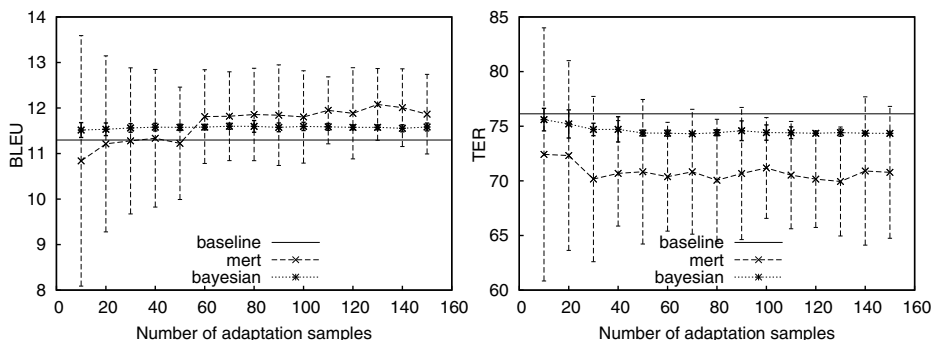 14
13
12
11
10
9
8
BLEU
baseline
mert
bayesian
0 20 40 60 80 100 120 140 160
Number of adaptation samples
85
80
75
70
65
60
TER
baseline
mert
bayesian
0 20 40 60 80 100 120 140 160
Number of adaptation samples